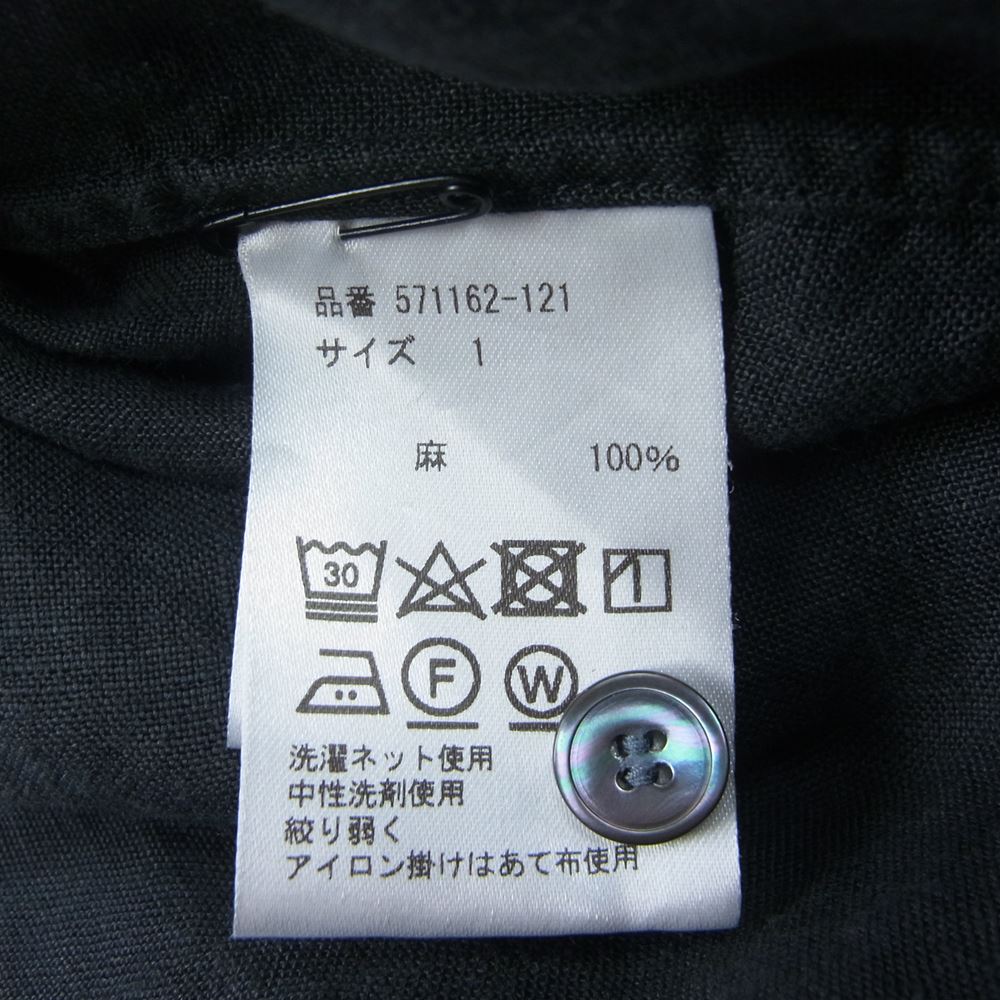 品番 571162-121
サイズ 1
麻 100%
30
F W
洗濯ネット使用
中性洗剤使用
絞り弱く
アイロン掛けはあて布使用